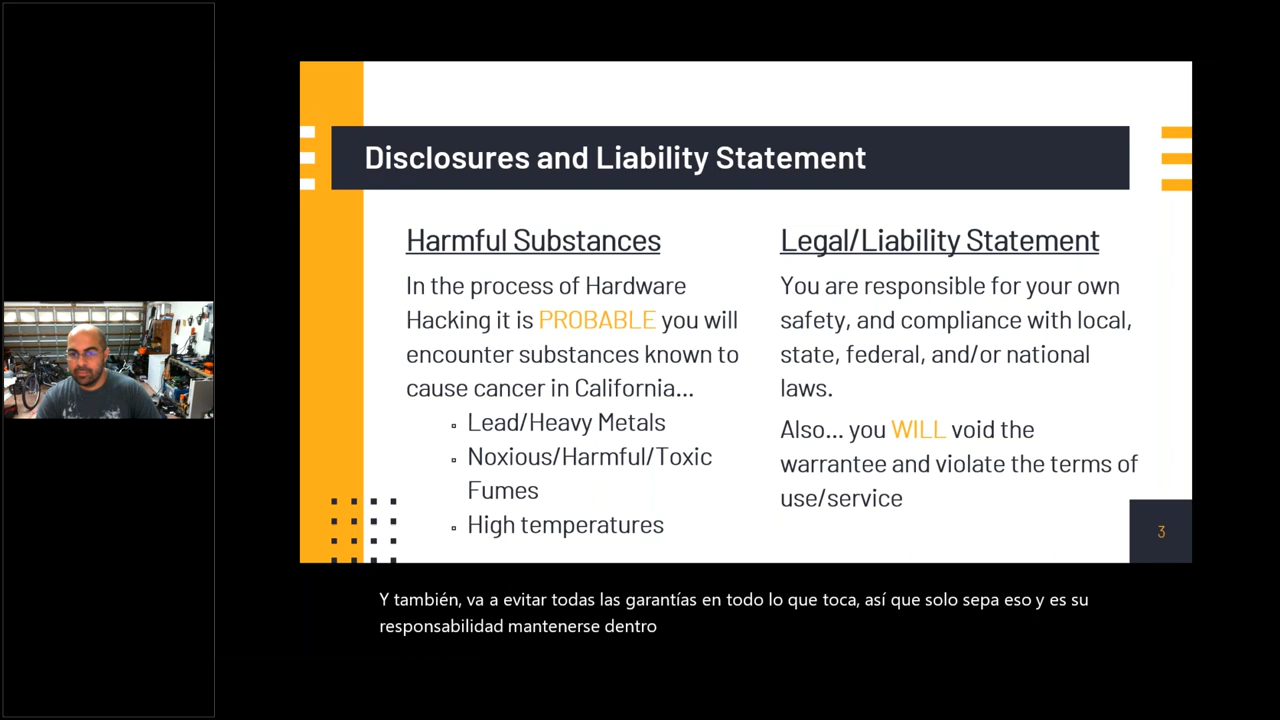 Disclosures and Liability Statement
Harmful Substances
In the process of Hardware
Hacking it is PROBABLE you will
encounter substances known to
cause cancer in California...
Lead/Heavy Metals
Noxious/Harmful/Toxic
Fumes
High temperatures
Legal/Liability Statement
You are responsible for your own
safety, and compliance with local,
state, federal, and/or national
laws.
Also... you WILL void the
warrantee and violate the terms of
use/service
3
Y también, va a evitar todas las garantías en todo lo que toca, así que solo sepa eso y es su
responsabilidad mantenerse dentro